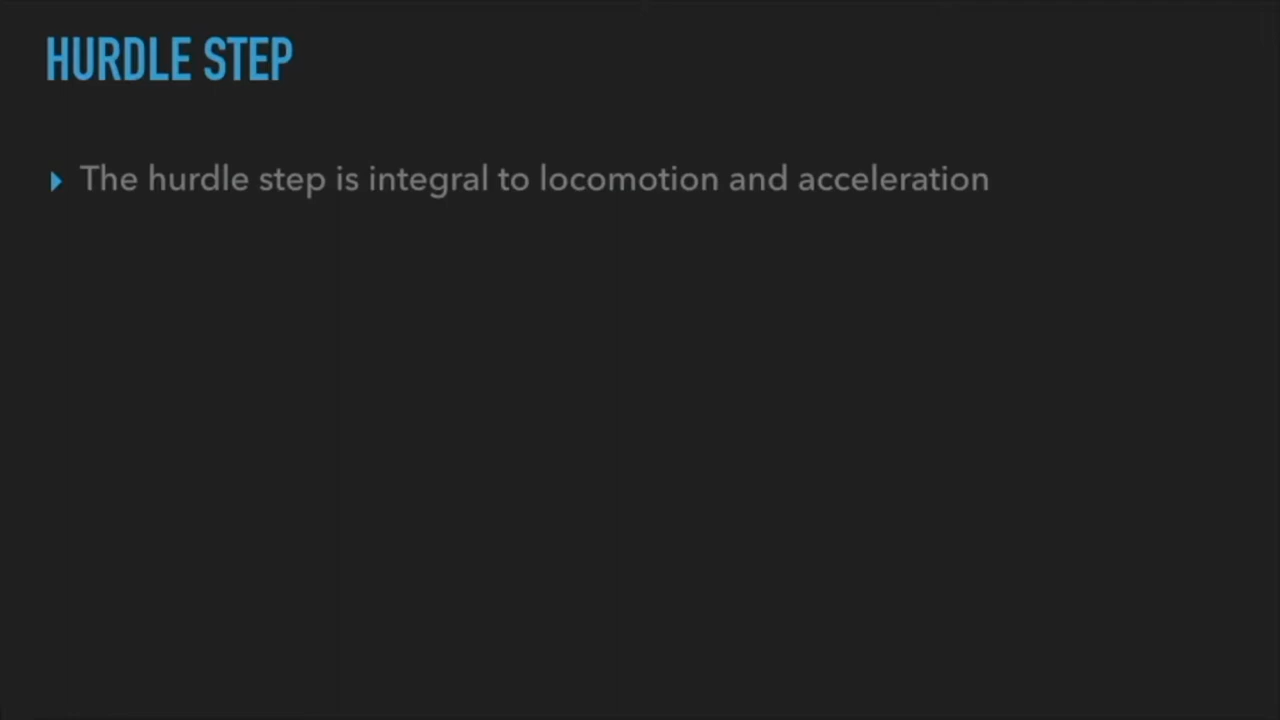 HURDLE STEP
The hurdle step is integral to locomotion and acceleration